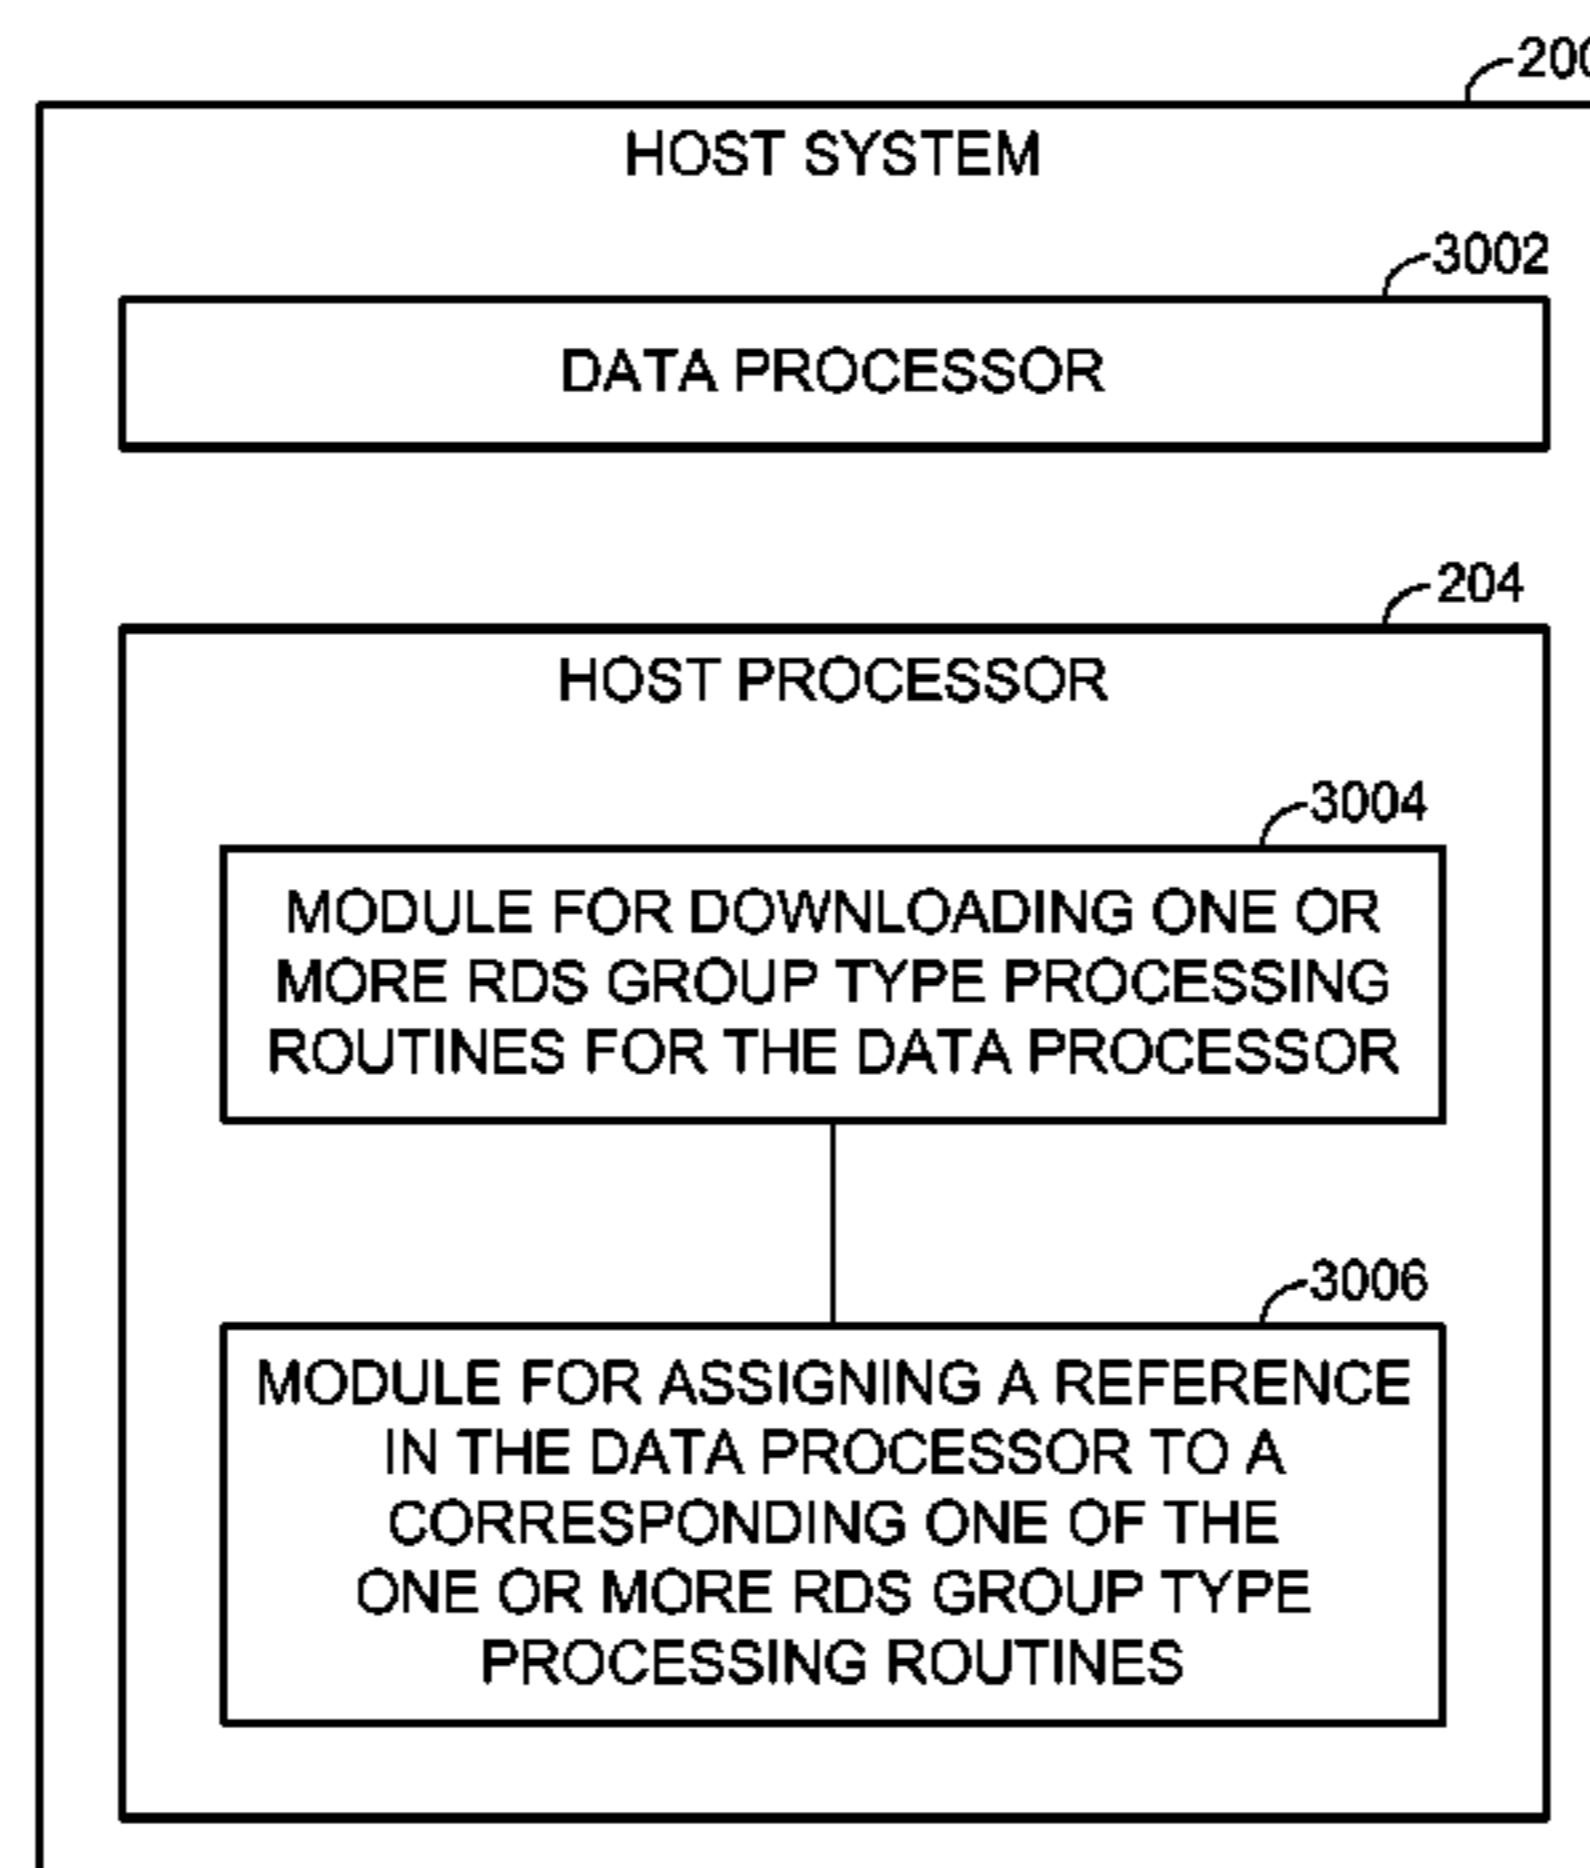 200
HOST SYSTEM
3002
DATA PROCESSOR
204
HOST PROCESSOR
3004
MODULE FOR DOWNLOADING ONE OR
MORE RDS GROUP TYPE PROCESSING
ROUTINES FOR THE DATA PROCESSOR
3006
MODULE FOR ASSIGNING A REFERENCE
IN THE DATA PROCESSOR TO A
CORRESPONDING ONE OF THE
ONE OR MORE RDS GROUP TYPE
PROCESSING ROUTINES